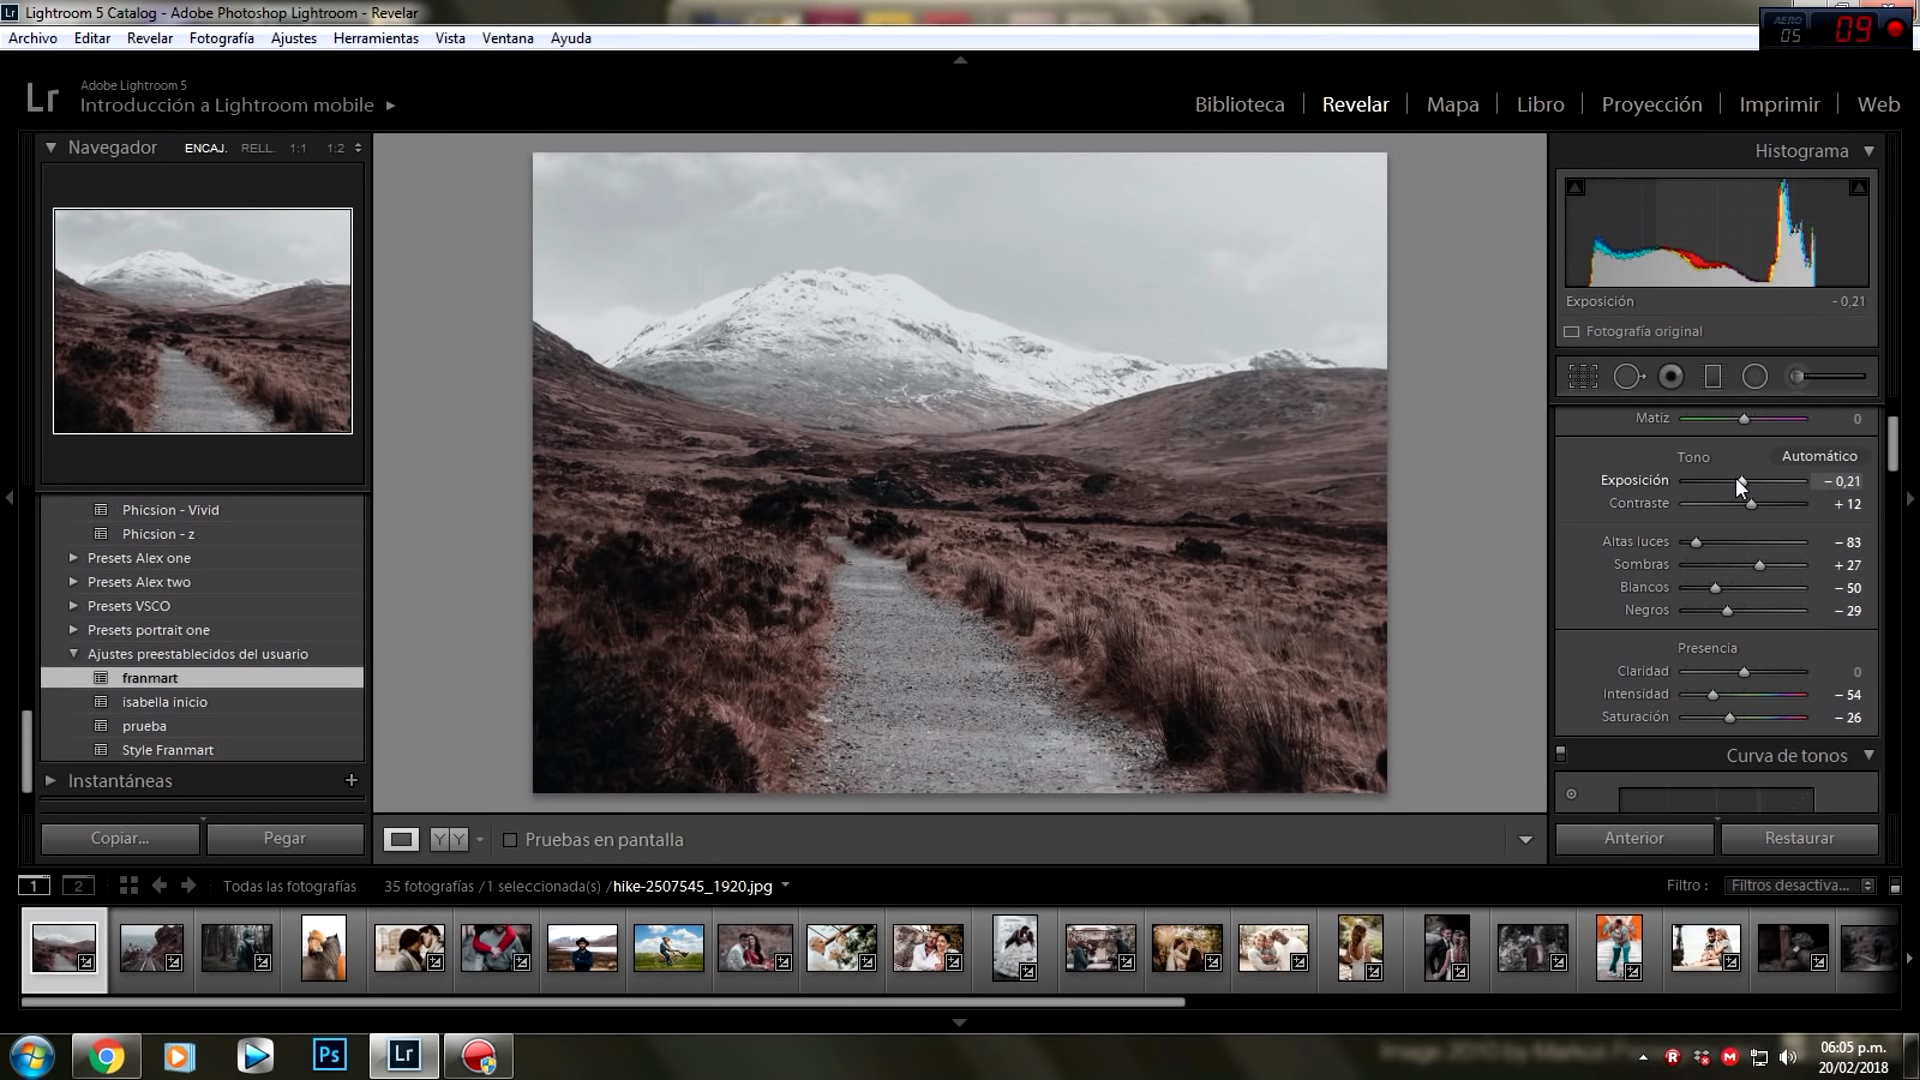 Lr Lightroom 5 Catalog - Adobe Photoshop Lightroom - Revelar
Archivo Editar Revelar Fotografía Ajustes Herramientas Vista Ventana Ayuda
AERO 05 09
Lr Adobe Lightroom 5
Introducción a Lightroom mobile
Biblioteca Revelar Mapa Libro Proyección Imprimir Web
Navegador ENCAJ. RELL. 1:1 1:2
Phicsion - Vivid
Phicsion - z
Presets Alex one
Presets Alex two
Presets VSCO
Presets portrait one
Ajustes preestablecidos del usuario
franmart
isabella inicio
prueba
Style Franmart
Instantáneas +
Copiar... Pegar
Y Y Pruebas en pantalla
Histograma
Exposición - 0,21
Fotografía original
Matiz 0
Tono Automático
Exposición - 0,21
Contraste + 12
Altas luces - 83
Sombras + 27
Blancos - 50
Negros - 29
Presencia
Claridad 0
Intensidad - 54
Saturación - 26
Curva de tonos
Anterior Restaurar
1 2 Todas las fotografías 35 fotografías /1 seleccionada(s) /hike-2507545_1920.jpg Filtro : Filtros desactiva...
Ps Lr
R M
06:05 p.m.
20/02/2018